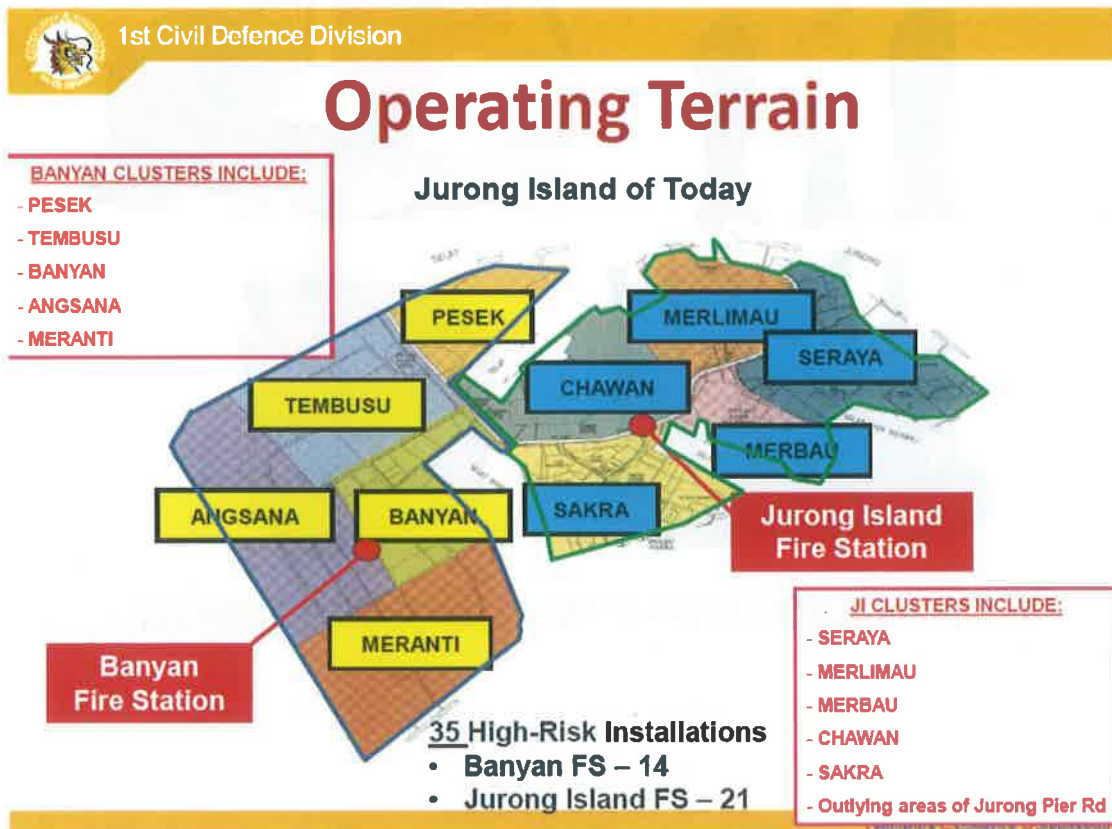 1st Civil Defence Division
Operating Terrain
BANYAN CLUSTERS INCLUDE:
- PESEK
- TEMBUSU
- BANYAN
- ANGSANA
- MERANTI
Jurong Island of Today
SELAT
JURONG
PESEK
MERLIMAU
SERAYA
CHAWAN
TEMBUSU
MERBAU
ANGSANA
BANYAN
SAKRA
Jurong Island
Fire Station
MERANTI
Banyan
Fire Station
JI CLUSTERS INCLUDE:
- SERAYA
- MERLIMAU
- MERBAU
- CHAWAN
- SAKRA
- Outlying areas of Jurong Pier Rd
35 High-Risk Installations
• Banyan FS – 14
• Jurong Island FS – 21